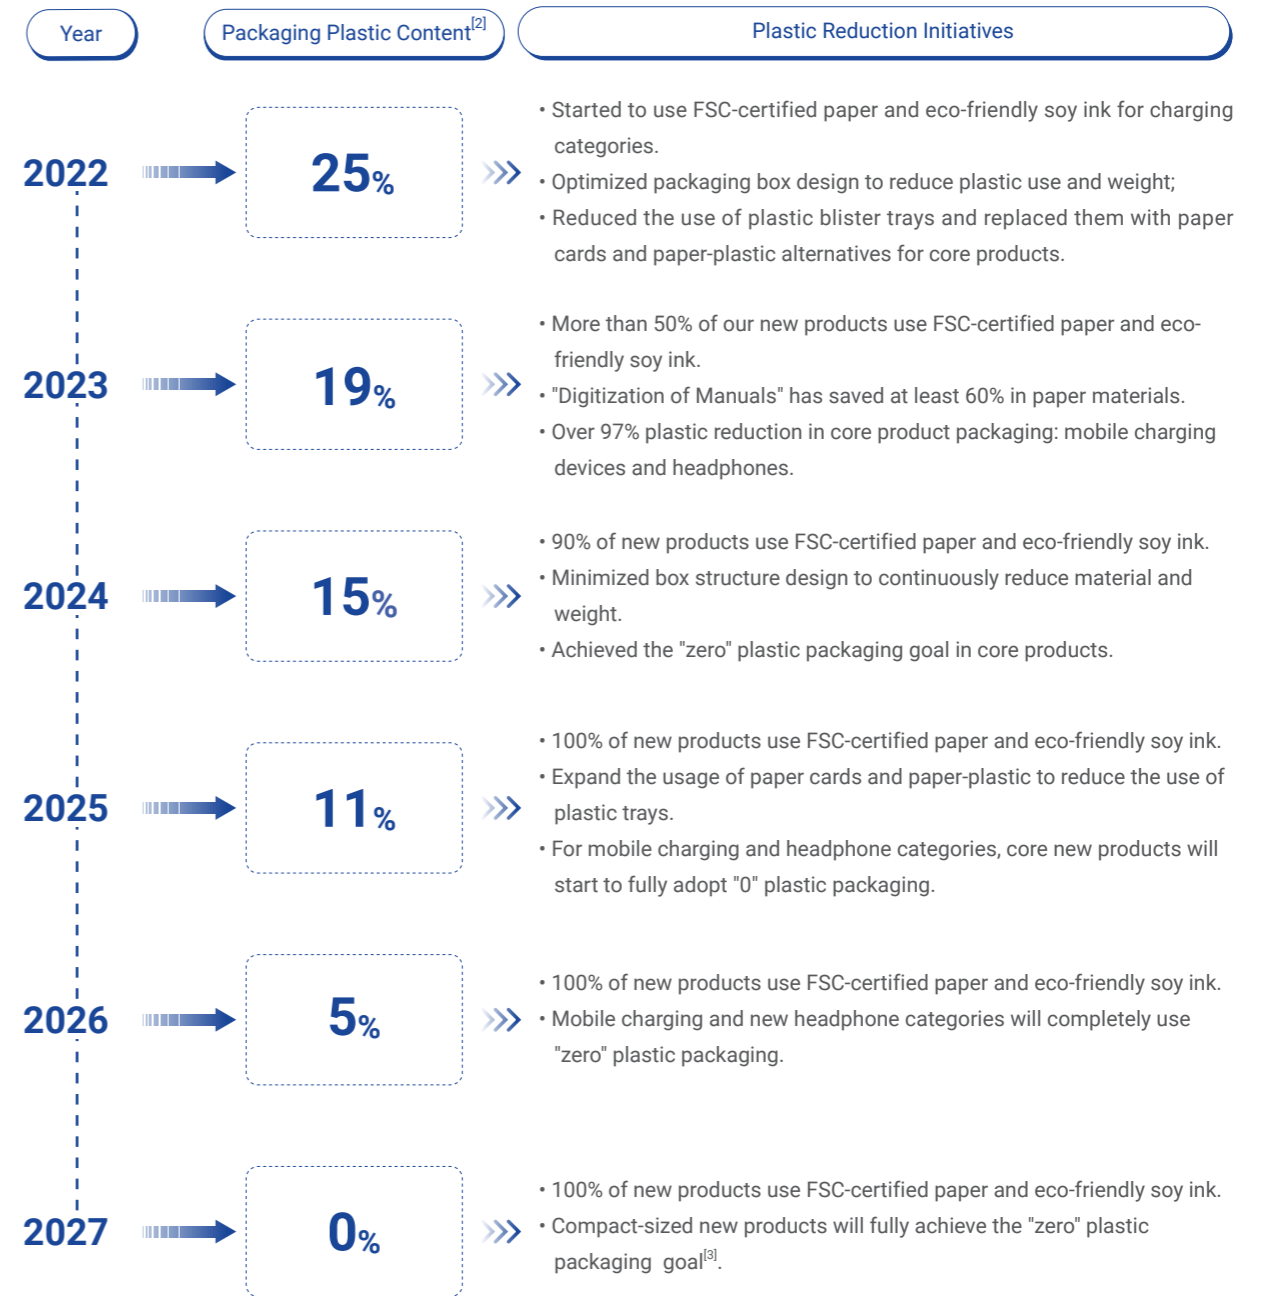 Year
Packaging Plastic Content[2]
Plastic Reduction Initiatives
2022
25%
• Started to use FSC-certified paper and eco-friendly soy ink for charging
categories.
• Optimized packaging box design to reduce plastic use and weight;
• Reduced the use of plastic blister trays and replaced them with paper
cards and paper-plastic alternatives for core products.
2023
19%
• More than 50% of our new products use FSC-certified paper and eco-
friendly soy ink.
• "Digitization of Manuals" has saved at least 60% in paper materials.
• Over 97% plastic reduction in core product packaging: mobile charging
devices and headphones.
2024
15%
• 90% of new products use FSC-certified paper and eco-friendly soy ink.
• Minimized box structure design to continuously reduce material and
weight.
• Achieved the "zero" plastic packaging goal in core products.
2025
11%
• 100% of new products use FSC-certified paper and eco-friendly soy ink.
• Expand the usage of paper cards and paper-plastic to reduce the use of
plastic trays.
• For mobile charging and headphone categories, core new products will
start to fully adopt "0" plastic packaging.
2026
5%
• 100% of new products use FSC-certified paper and eco-friendly soy ink.
• Mobile charging and new headphone categories will completely use
"zero" plastic packaging.
2027
0%
• 100% of new products use FSC-certified paper and eco-friendly soy ink.
• Compact-sized new products will fully achieve the "zero" plastic
packaging goal[3].